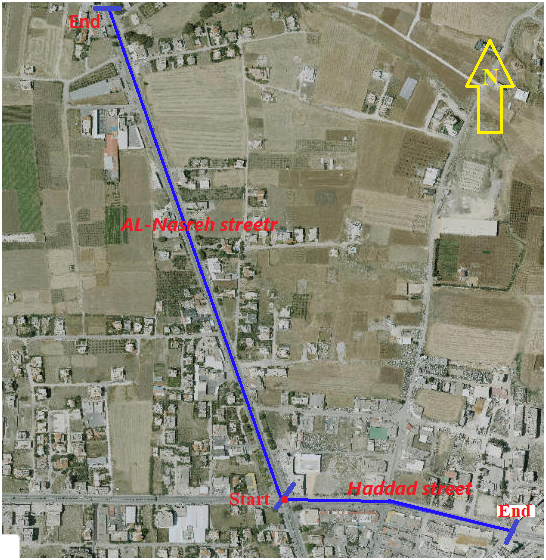 End
N
AL-Nasreh streetr
Haddad street
Start
End